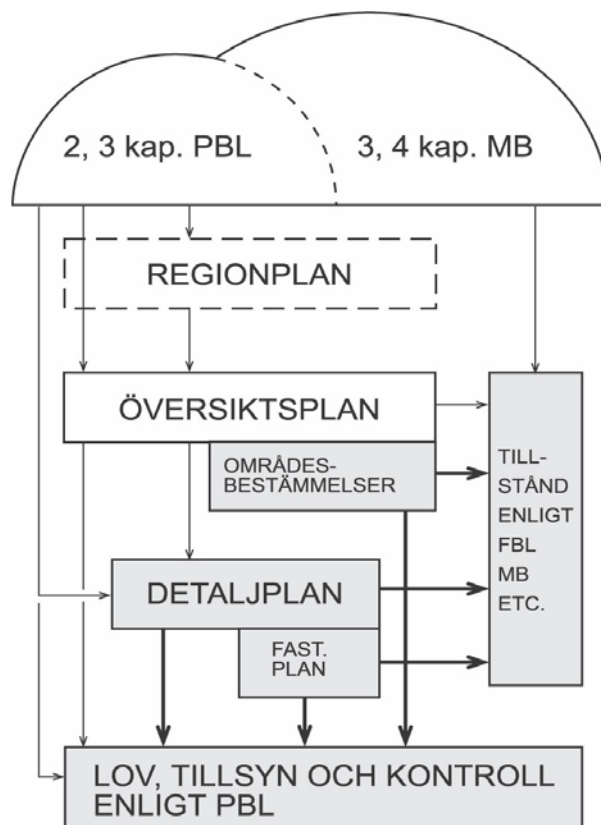 2, 3 kap. PBL
3, 4 kap. MB
REGIONPLAN
ÖVERSIKTSPLAN
OMRÅDES-
BESTÄMMELSER
TILL-
STÅND
ENLIGT
FBL
MB
ETC.
DETALJPLAN
FAST.
PLAN
LOV, TILLSYN OCH KONTROLL
ENLIGT PBL